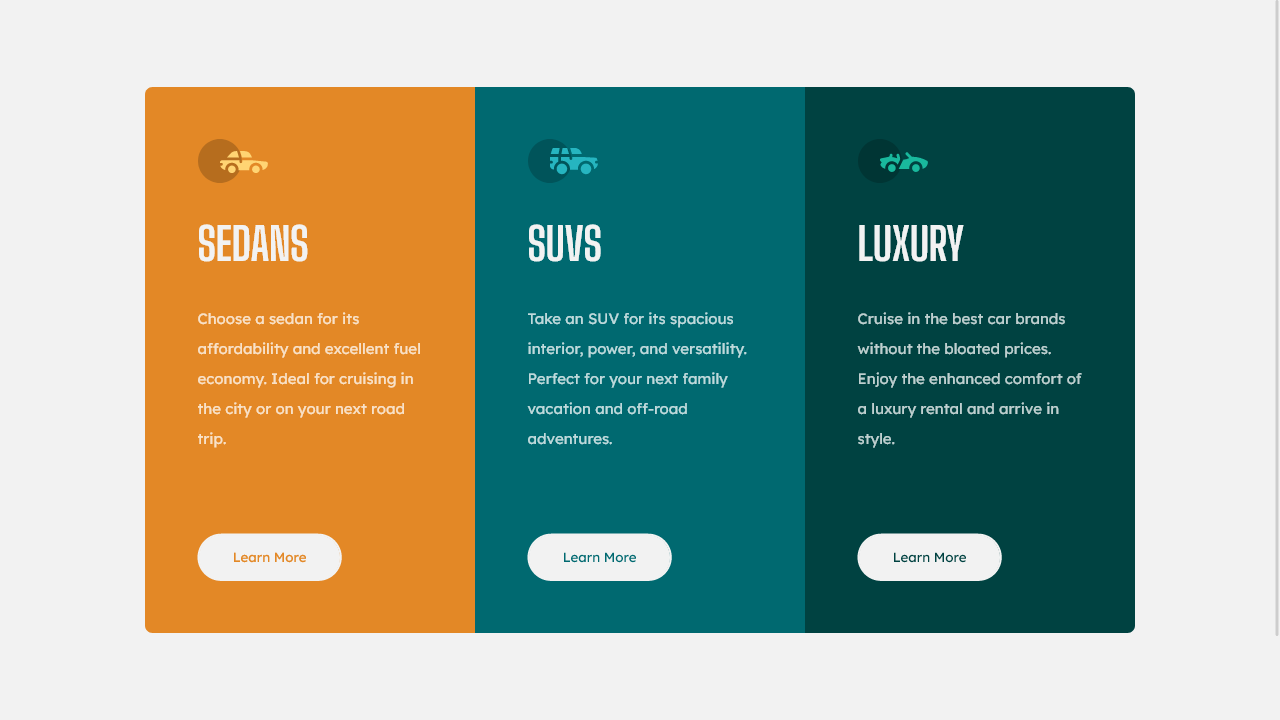 SEDANS
Choose a sedan for its
affordability and excellent fuel
economy. Ideal for cruising in
the city or on your next road
trip.
Learn More
SUVS
Take an SUV for its spacious
interior, power, and versatility.
Perfect for your next family
vacation and off-road
adventures.
Learn More
LUXURY
Cruise in the best car brands
without the bloated prices.
Enjoy the enhanced comfort of
a luxury rental and arrive in
style.
Learn More